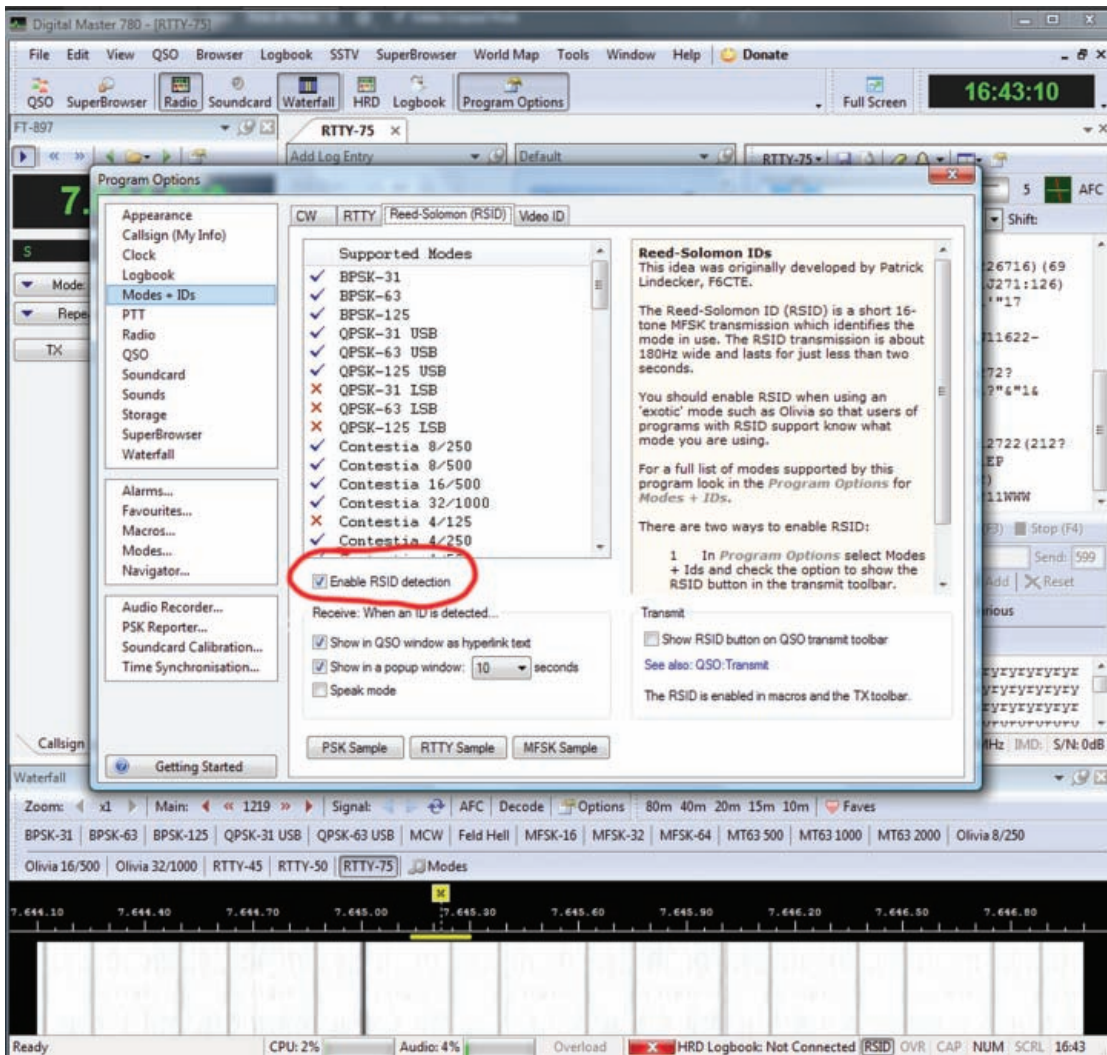 Digital Master 780 - [RTTY-75]
File Edit View QSO Browser Logbook SSTV SuperBrowser World Map Tools Window Help Donate
QSO SuperBrowser Radio Soundcard Waterfall HRD Logbook Program Options Full Screen 16:43:10
FT-897 RTTY-75
Add Log Entry Default RTTY-75
Program Options
7. 5 AFC
Appearance
Callsign (My Info)
Clock
Logbook
Modes + IDs
PTT
Radio
QSO
Soundcard
Sounds
Storage
SuperBrowser
Waterfall
Alarms...
Favourites...
Macros...
Modes...
Navigator...
Audio Recorder...
PSK Reporter...
Soundcard Calibration...
Time Synchronisation...
Getting Started
CW RTTY Reed-Solomon (RSID) Video ID
Supported Modes
BPSK-31
BPSK-63
BPSK-125
QPSK-31 USB
QPSK-63 USB
QPSK-125 USB
QPSK-31 LSB
QPSK-63 LSB
QPSK-125 LSB
Contestia 8/250
Contestia 8/500
Contestia 16/500
Contestia 32/1000
Contestia 4/125
Contestia 4/250
Enable RSID detection
Reed-Solomon IDs
This idea was originally developed by Patrick
Lindecker, F6CTE.
The Reed-Solomon ID (RSID) is a short 16-
tone MFSK transmission which identifies the
mode in use. The RSID transmission is about
180Hz wide and lasts for just less than two
seconds.
You should enable RSID when using an
'exotic' mode such as Olivia so that users of
programs with RSID support know what
mode you are using.
For a full list of modes supported by this
program look in the Program Options for
Modes + IDs.
There are two ways to enable RSID:
1 In Program Options select Modes
+ Ids and check the option to show the
RSID button in the transmit toolbar.
Receive: When an ID is detected...
Show in QSO window as hyperlink text
Show in a popup window: 10 seconds
Speak mode
Transmit
Show RSID button on QSO transmit toolbar
See also: QSO:Transmit
The RSID is enabled in macros and the TX toolbar.
PSK Sample RTTY Sample MFSK Sample
S
Mode:
TX
Callsign
Shift:
26716) (69
J271:126)
"17
11622-
72?
?"&"1&
2722 (212?
EP
11WWW
(F3) Stop (F4)
Send: 599
Add Reset
yryryryryryr
yryryryryryr
yryryryryryr
MHz IMD: S/N: 0dB
Waterfall
Zoom: x1 Main: 1219 Signal: AFC Decode Options 80m 40m 20m 15m 10m Faves
BPSK-31 BPSK-63 BPSK-125 QPSK-31 USB QPSK-63 USB MCW Feld Hell MFSK-16 MFSK-32 MFSK-64 MT63 500 MT63 1000 MT63 2000 Olivia 8/250
Olivia 16/500 Olivia 32/1000 RTTY-45 RTTY-50 RTTY-75 Modes
7.644.10 7.644.40 7.644.70 7.645.00 7.645.30 7.645.60 7.645.90 7.646.20 7.646.50 7.646.80
Ready CPU: 2% Audio: 4% Overload HRD Logbook: Not Connected RSID OVR CAP NUM SCRL 16:43